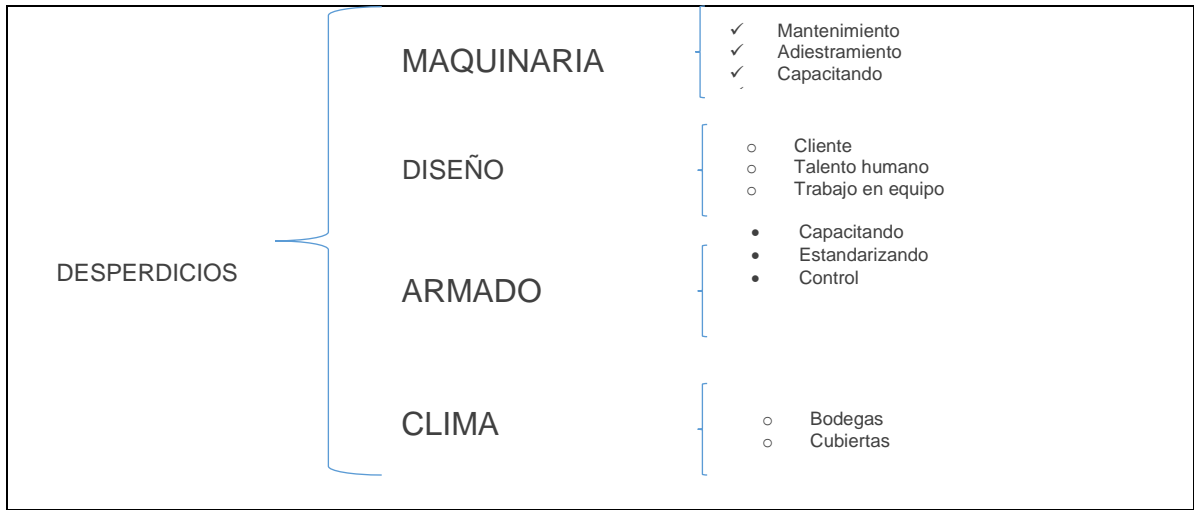 DESPERDICIOS
MAQUINARIA
✓ Mantenimiento
✓ Adiestramiento
✓ Capacitando
DISEÑO
o Cliente
o Talento humano
o Trabajo en equipo
ARMADO
• Capacitando
• Estandarizando
• Control
CLIMA
o Bodegas
o Cubiertas